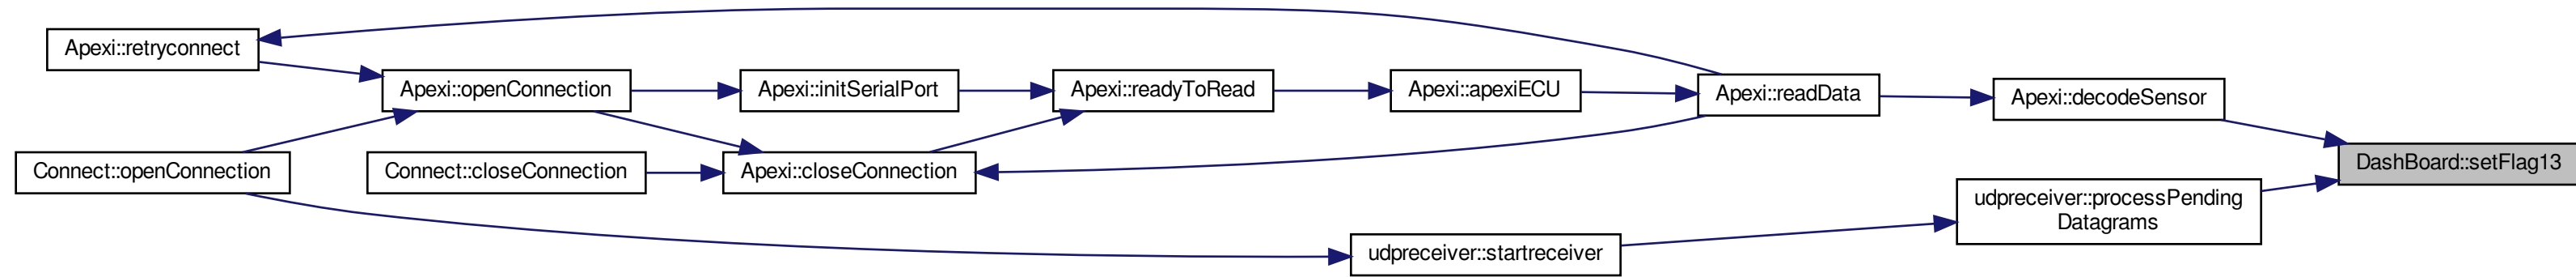 Apexi::retryconnect
Apexi::openConnection
Apexi::initSerialPort
Apexi::readyToRead
Apexi::apexiECU
Apexi::readData
Apexi::decodeSensor
Connect::openConnection
Connect::closeConnection
Apexi::closeConnection
DashBoard::setFlag13
udpreceiver::processPending
Datagrams
udpreceiver::startreceiver